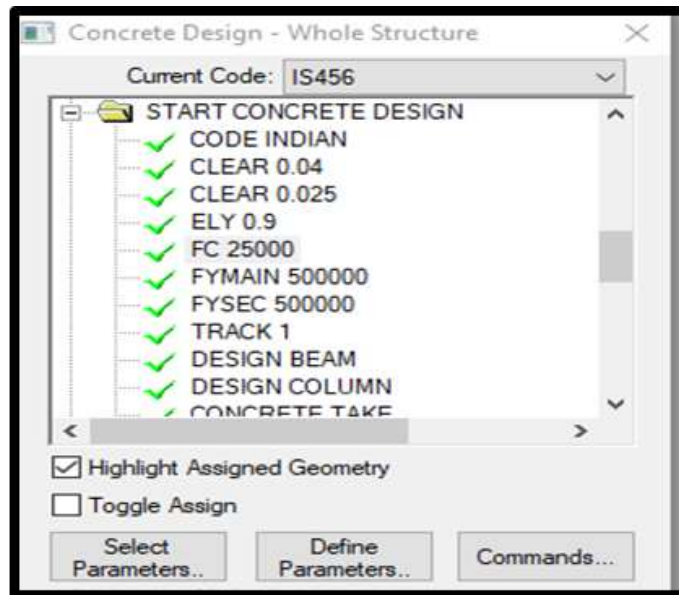 Concrete Design - Whole Structure
Current Code: IS456
START CONCRETE DESIGN
CODE INDIAN
CLEAR 0.04
CLEAR 0.025
ELY 0.9
FC 25000
FYMAIN 500000
FYSEC 500000
TRACK 1
DESIGN BEAM
DESIGN COLUMN
CONCRETE TAKE
Highlight Assigned Geometry
Toggle Assign
Select Parameters.. Define Parameters.. Commands...